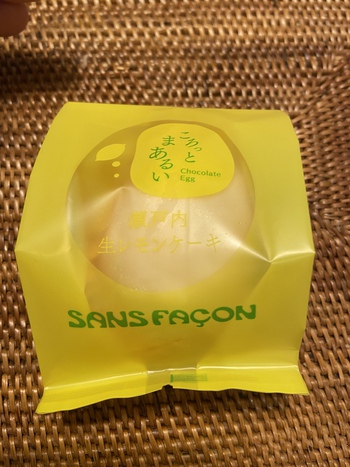 ころっと
まあるい
Chocolate
Egg
瀬戸内
生レモンケーキ
SANS FAÇON